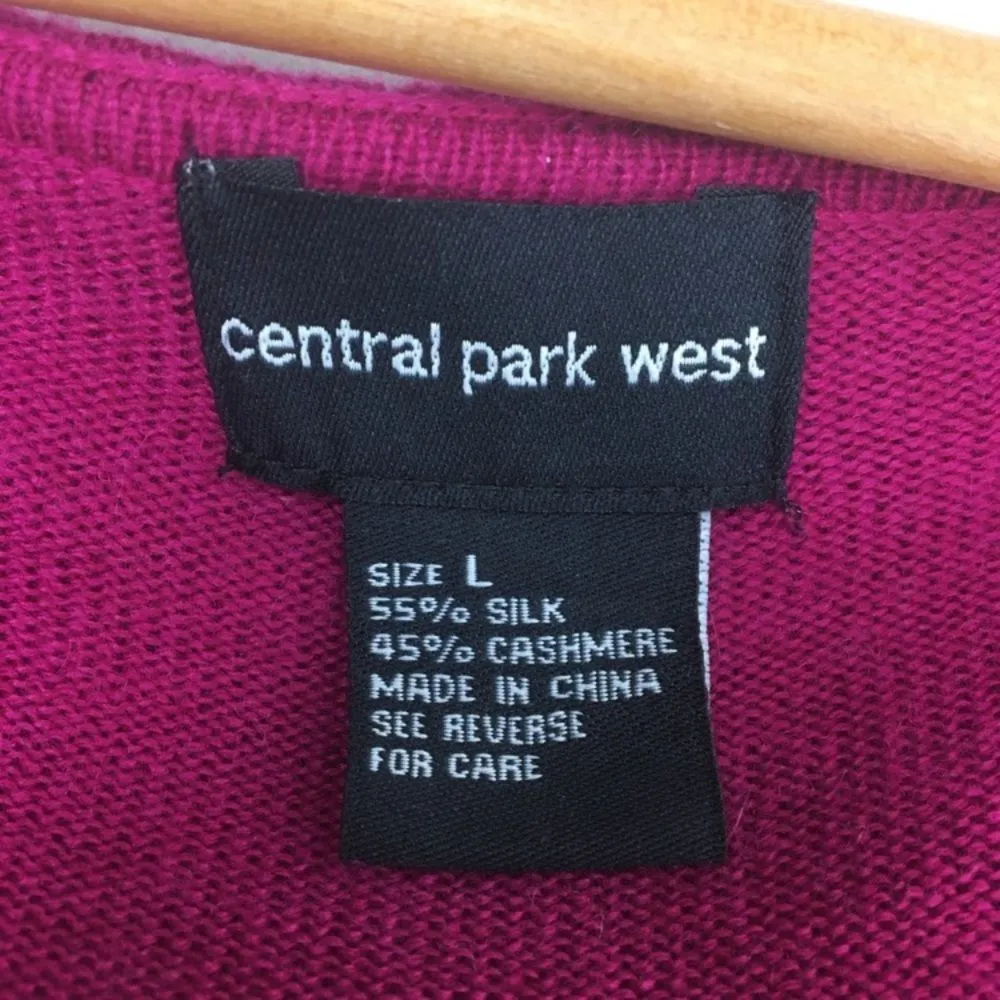 central park west
SIZE L
55% SILK
45% CASHMERE
MADE IN CHINA
SEE REVERSE
FOR CARE